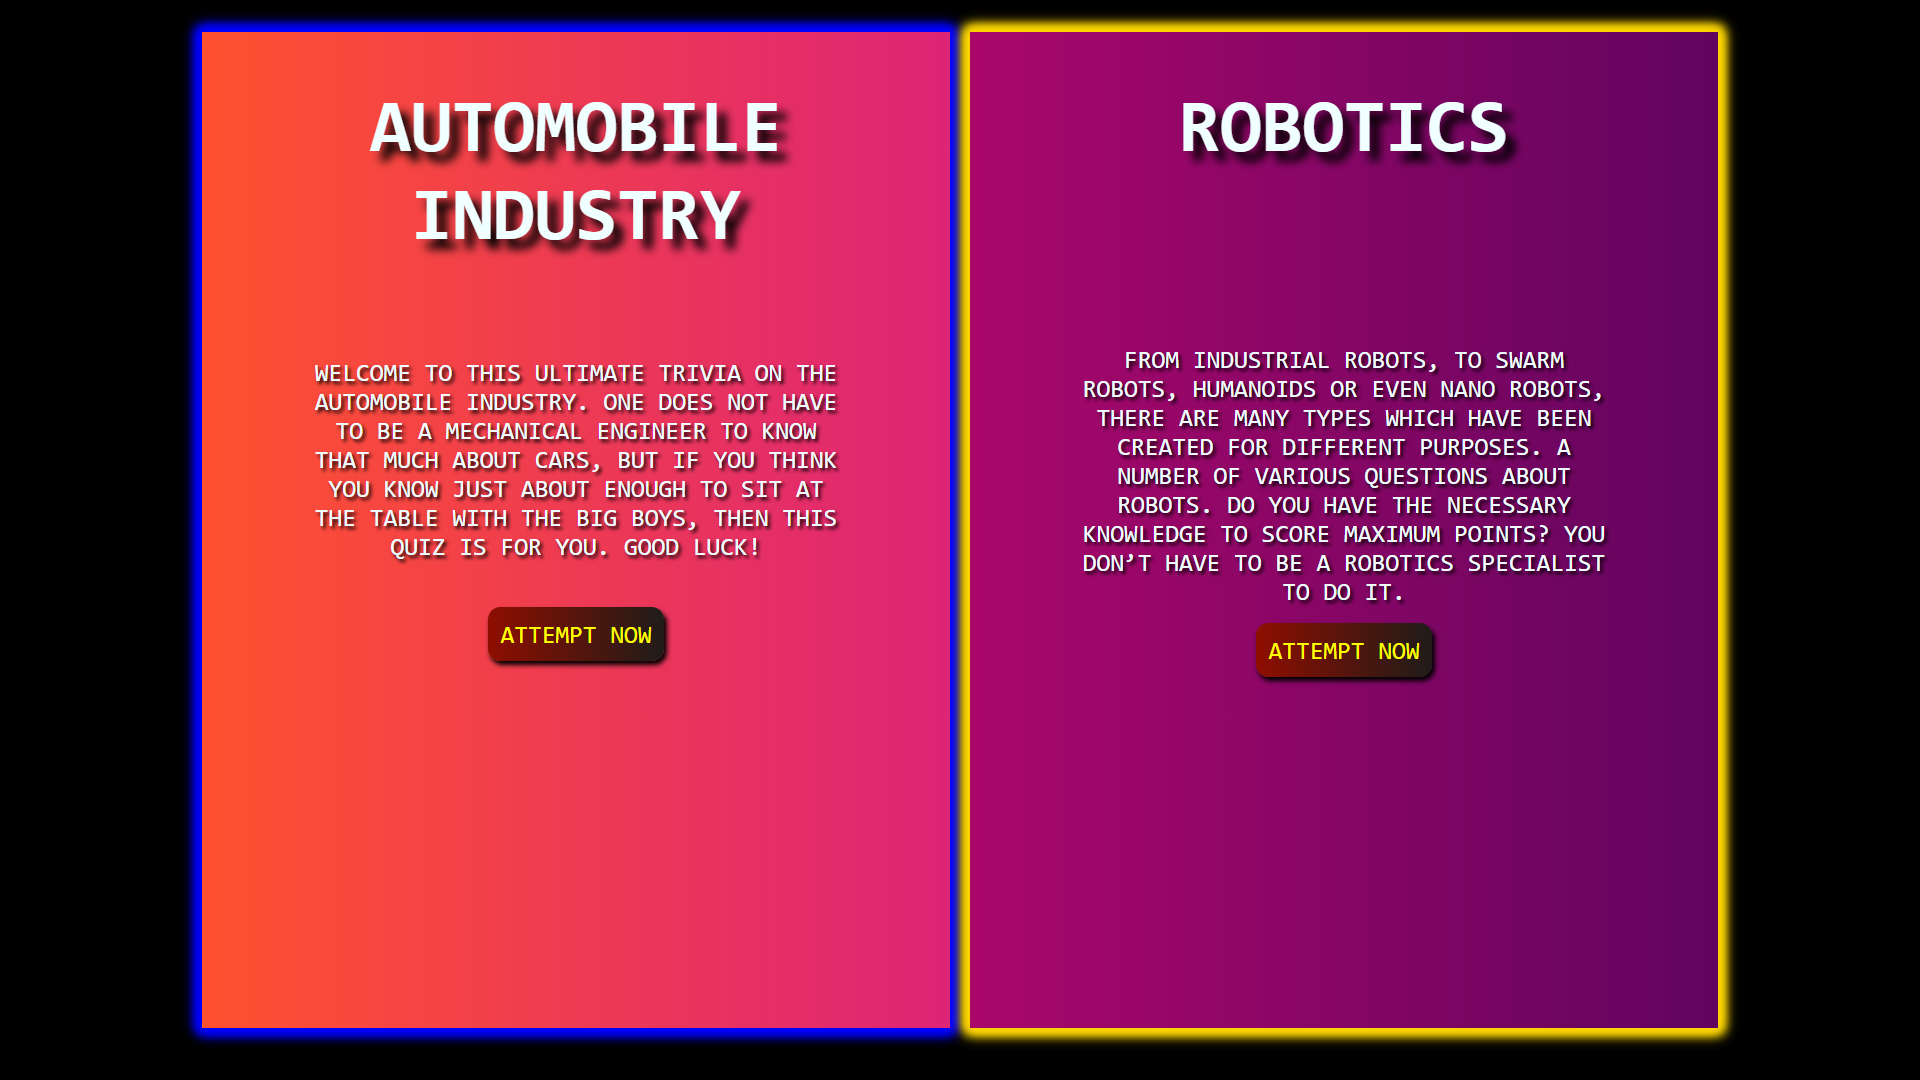 AUTOMOBILE
INDUSTRY
WELCOME TO THIS ULTIMATE TRIVIA ON THE
AUTOMOBILE INDUSTRY. ONE DOES NOT HAVE
TO BE A MECHANICAL ENGINEER TO KNOW
THAT MUCH ABOUT CARS, BUT IF YOU THINK
YOU KNOW JUST ABOUT ENOUGH TO SIT AT
THE TABLE WITH THE BIG BOYS, THEN THIS
QUIZ IS FOR YOU. GOOD LUCK!
ATTEMPT NOW
ROBOTICS
FROM INDUSTRIAL ROBOTS, TO SWARM
ROBOTS, HUMANOIDS OR EVEN NANO ROBOTS,
THERE ARE MANY TYPES WHICH HAVE BEEN
CREATED FOR DIFFERENT PURPOSES. A
NUMBER OF VARIOUS QUESTIONS ABOUT
ROBOTS. DO YOU HAVE THE NECESSARY
KNOWLEDGE TO SCORE MAXIMUM POINTS? YOU
DON’T HAVE TO BE A ROBOTICS SPECIALIST
TO DO IT.
ATTEMPT NOW